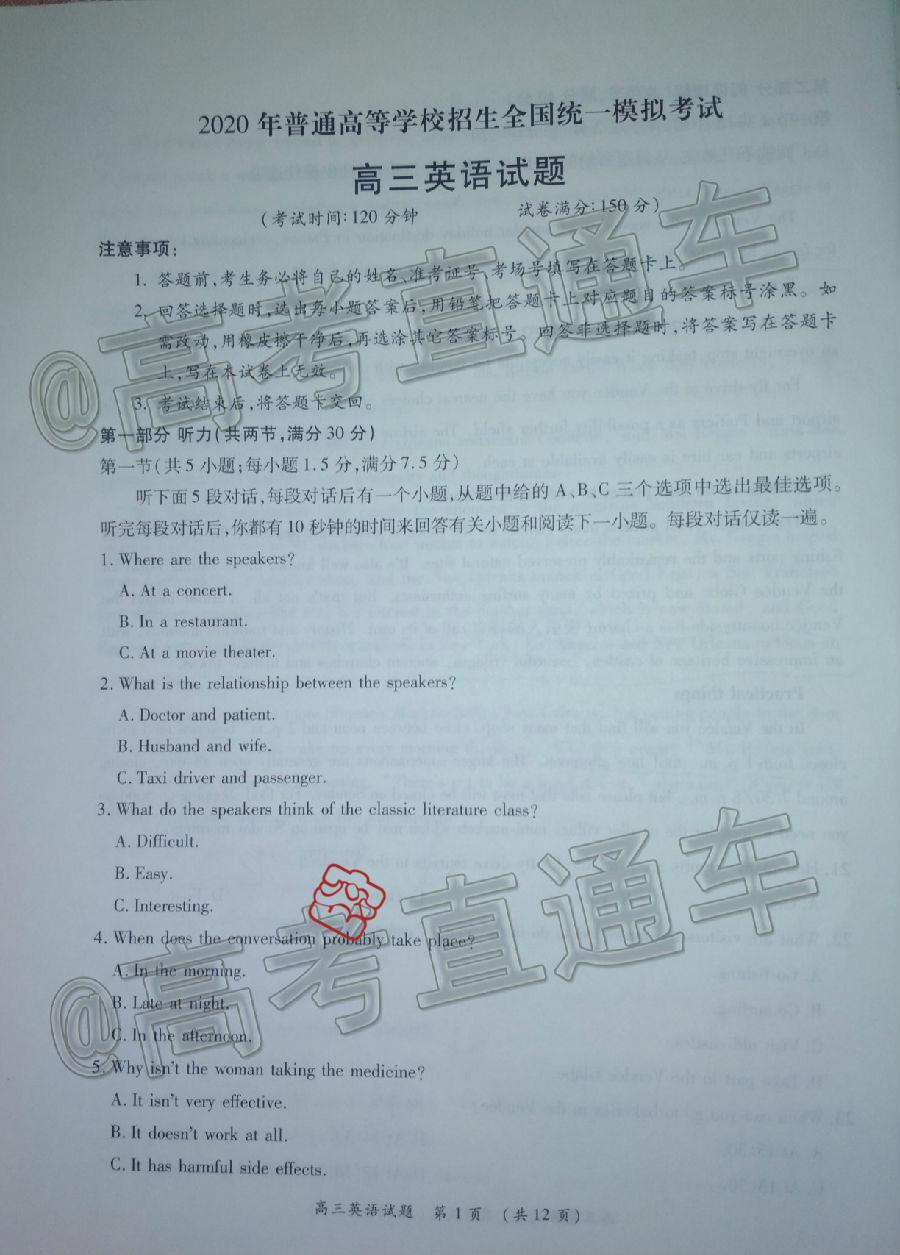 2020年普通高等学校招生全国统一模拟考试
高三英语试题
(考试时间:120分钟 试卷满分:150分)
注意事项:
1. 答题前,考生务必将自己的姓名、准考证号、考场号填写在答题卡上。
2. 回答选择题时,选出每小题答案后,用铅笔把答题卡上对应题目的答案标号涂黑。如
需改动,用橡皮擦干净后,再选涂其它答案标号。回答非选择题时,将答案写在答题卡
上,写在本试卷上无效。
3. 考试结束后,将答题卡交回。
@高考直通车
第一部分 听力(共两节,满分30分)
第一节(共5小题;每小题1.5分,满分7.5分)
听下面5段对话,每段对话后有一个小题,从题中给的A、B、C三个选项中选出最佳选项。
听完每段对话后,你都有10秒钟的时间来回答有关小题和阅读下一小题。每段对话仅读一遍。
1. Where are the speakers?
A. At a concert.
B. In a restaurant.
C. At a movie theater.
2. What is the relationship between the speakers?
A. Doctor and patient.
B. Husband and wife.
C. Taxi driver and passenger.
3. What do the speakers think of the classic literature class?
A. Difficult.
B. Easy.
C. Interesting.
4. When does the conversation probably take place?
A. In the morning.
B. Late at night.
C. In the afternoon.
@高考直通车
5. Why isn't the woman taking the medicine?
A. It isn't very effective.
B. It doesn't work at all.
C. It has harmful side effects.
高三英语试题 第1页 (共12页)